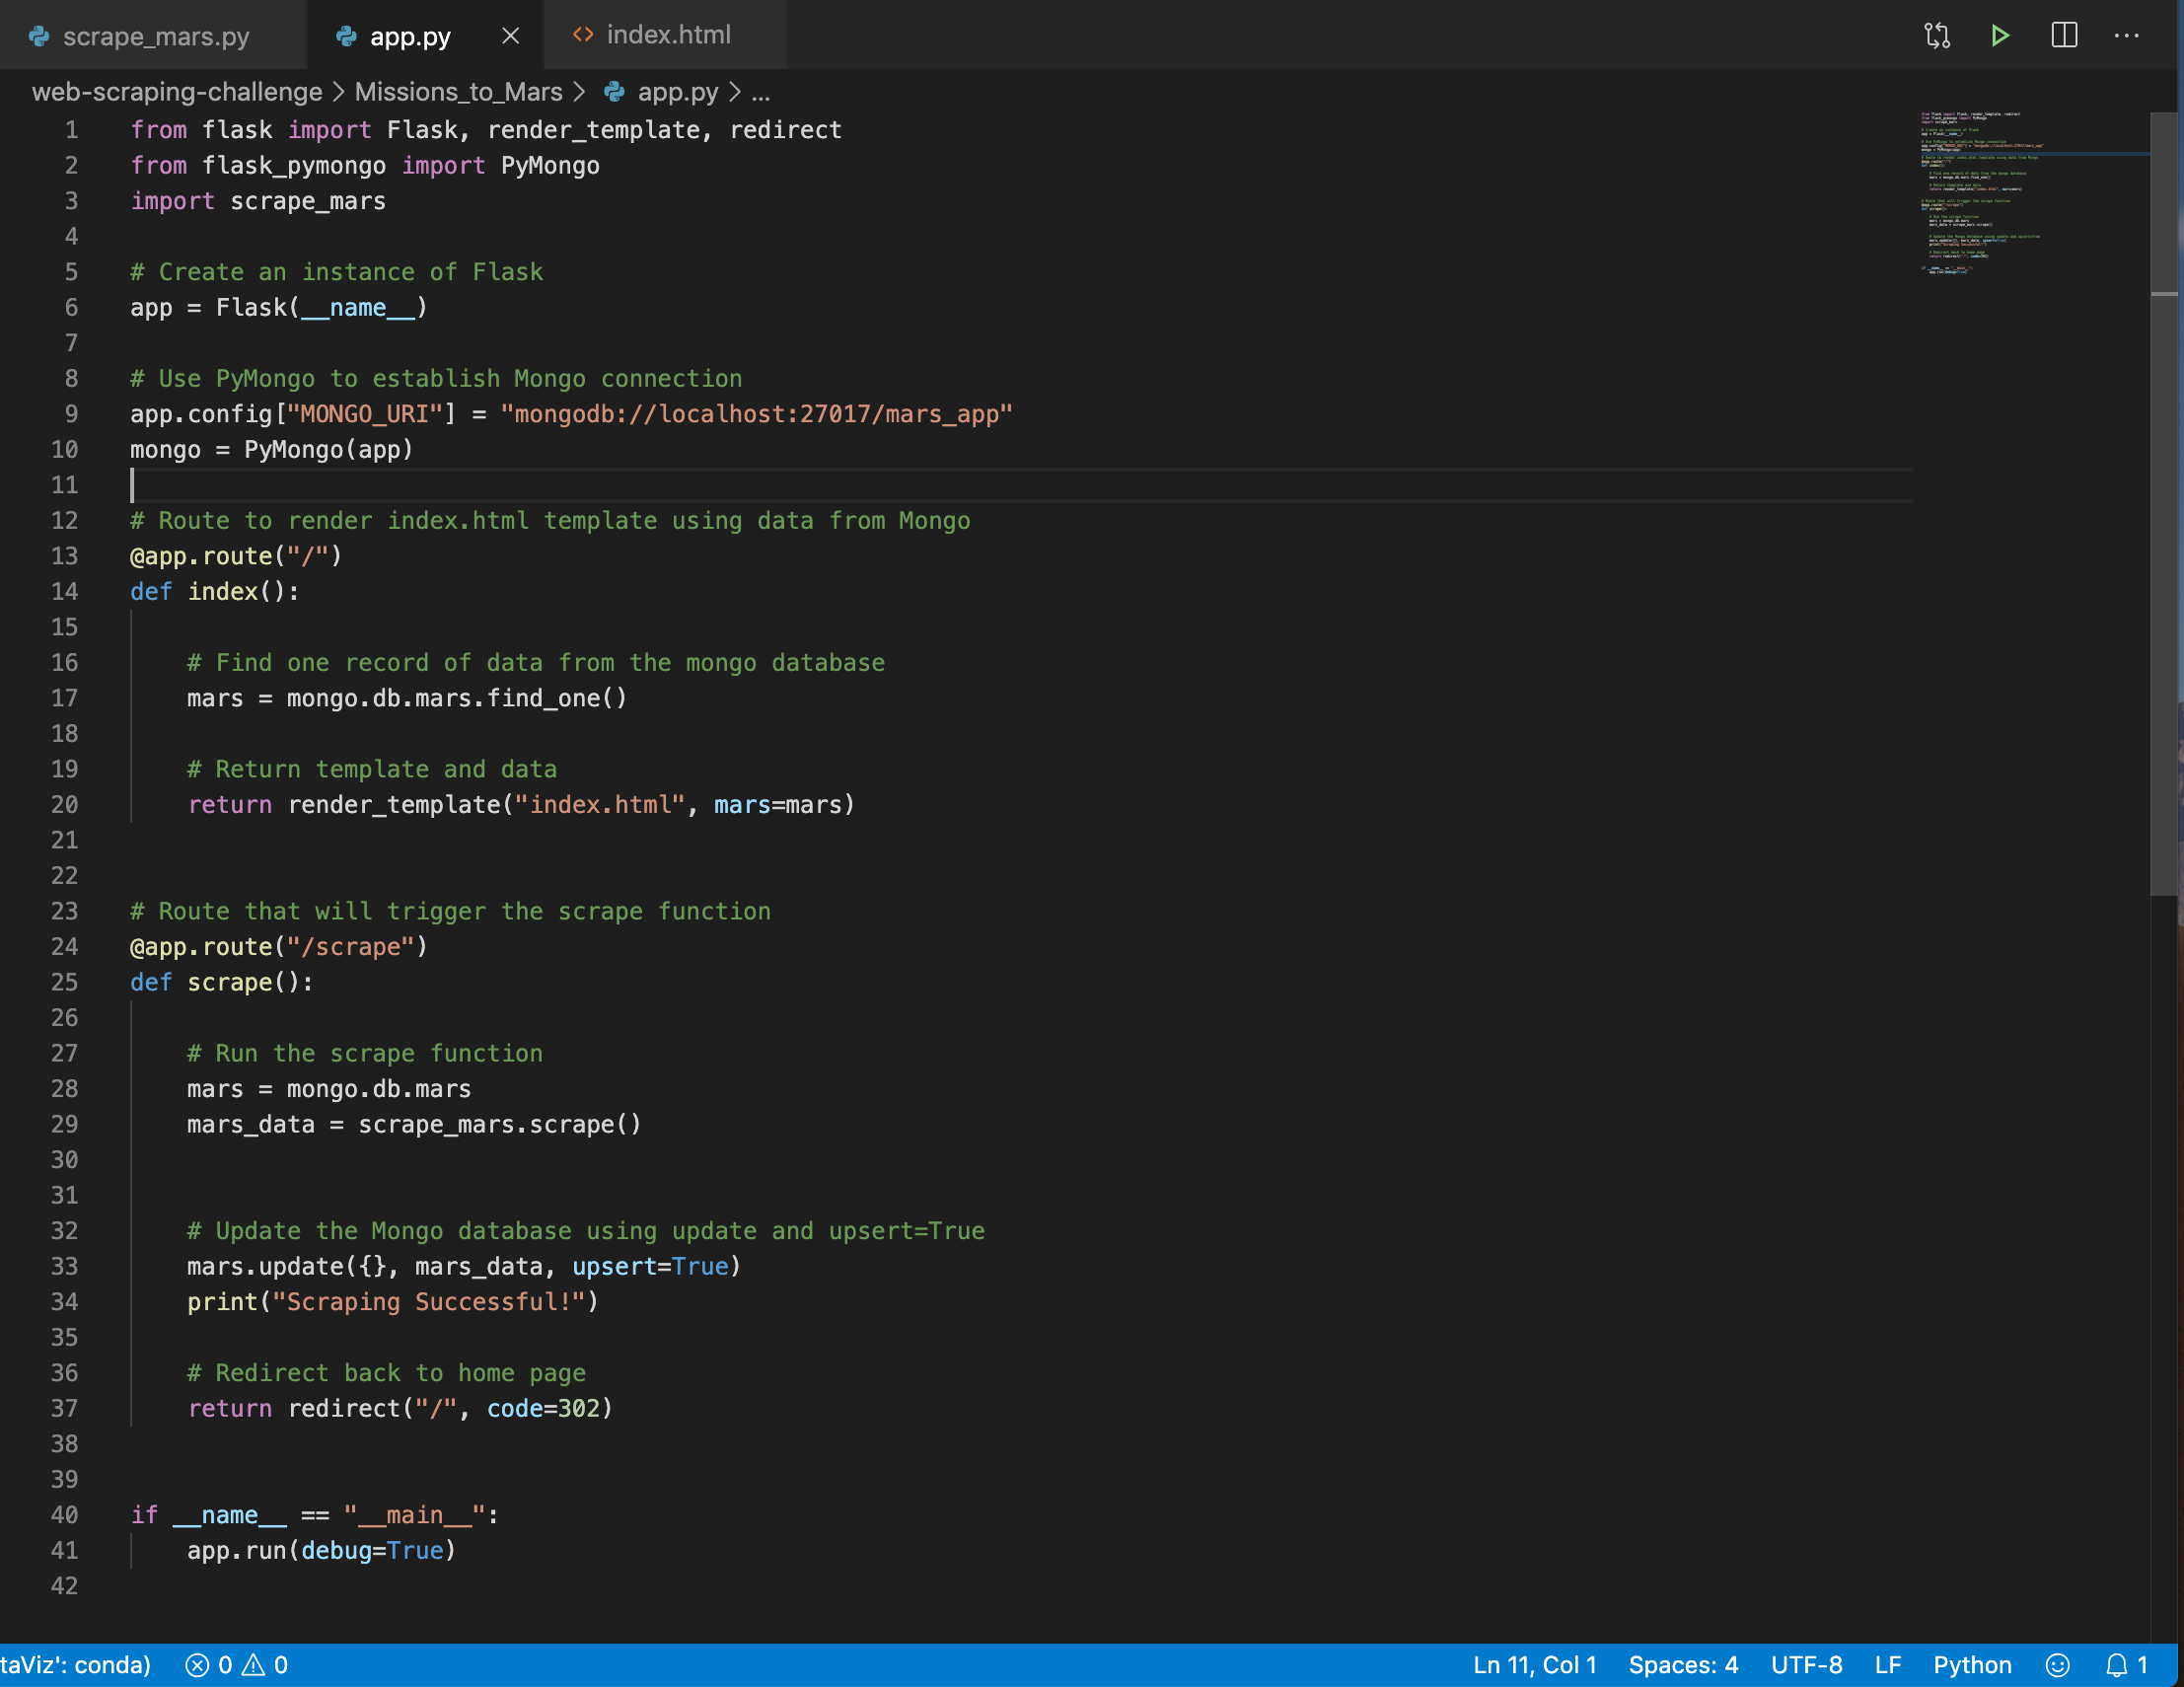 scrape_mars.py app.py index.html
web-scraping-challenge > Missions_to_Mars > app.py > ...
1 from flask import Flask, render_template, redirect
2 from flask_pymongo import PyMongo
3 import scrape_mars
4
5 # Create an instance of Flask
6 app = Flask(__name__)
7
8 # Use PyMongo to establish Mongo connection
9 app.config["MONGO_URI"] = "mongodb://localhost:27017/mars_app"
10 mongo = PyMongo(app)
11
12 # Route to render index.html template using data from Mongo
13 @app.route("/")
14 def index():
15
16     # Find one record of data from the mongo database
17     mars = mongo.db.mars.find_one()
18
19     # Return template and data
20     return render_template("index.html", mars=mars)
21
22
23 # Route that will trigger the scrape function
24 @app.route("/scrape")
25 def scrape():
26
27     # Run the scrape function
28     mars = mongo.db.mars
29     mars_data = scrape_mars.scrape()
30
31
32     # Update the Mongo database using update and upsert=True
33     mars.update({}, mars_data, upsert=True)
34     print("Scraping Successful!")
35
36     # Redirect back to home page
37     return redirect("/", code=302)
38
39
40 if __name__ == "__main__":
41     app.run(debug=True)
42
taViz': conda) 0 0 Ln 11, Col 1 Spaces: 4 UTF-8 LF Python 1